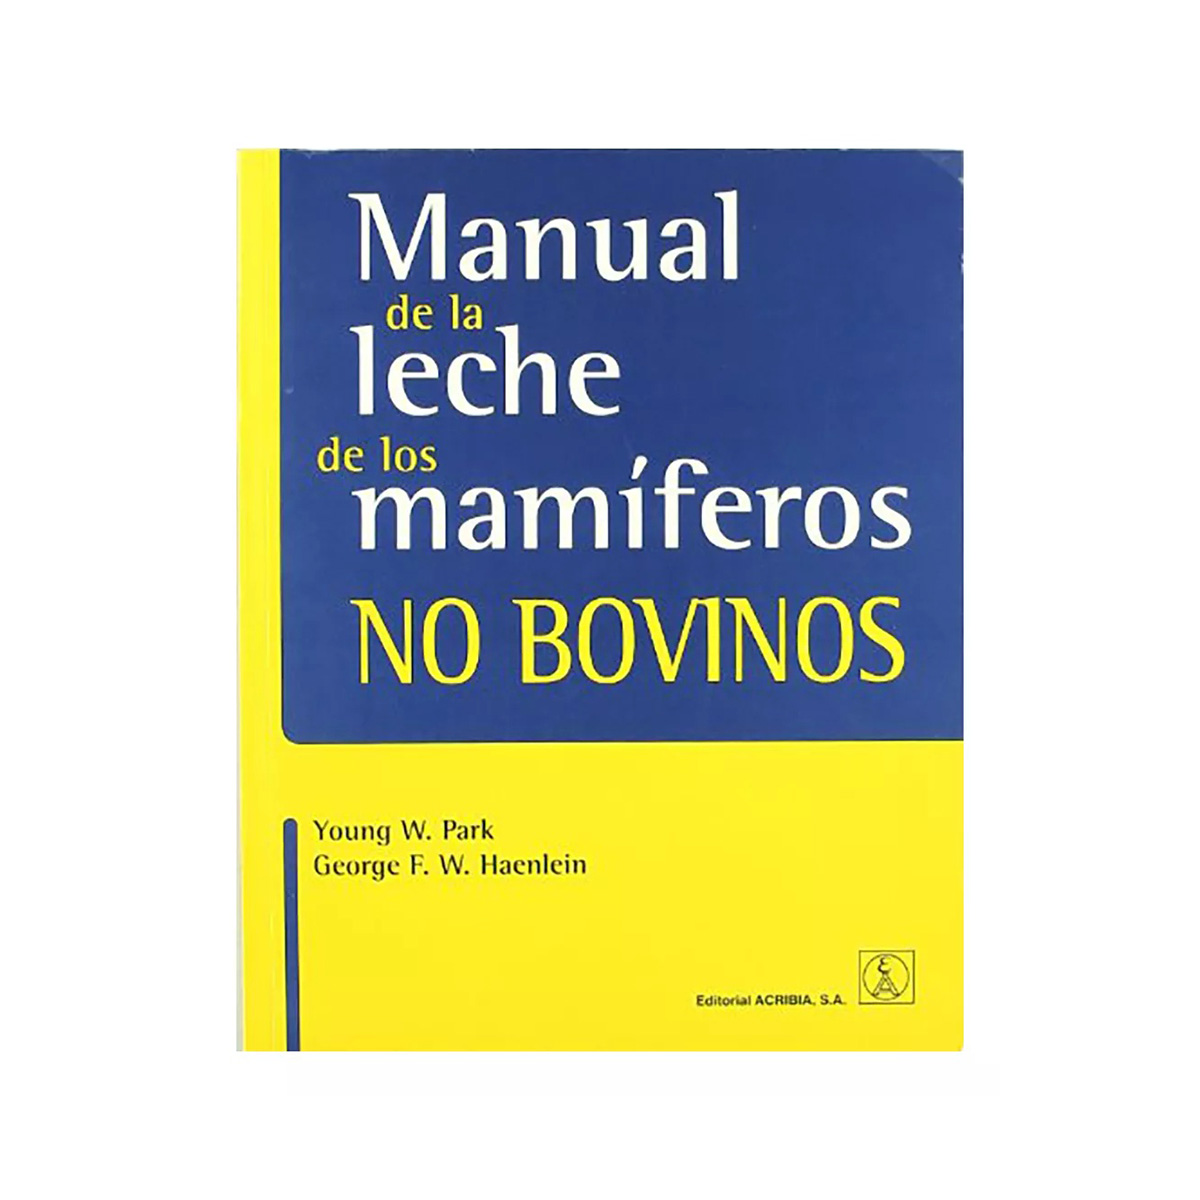 Manual
de la
leche
de los
mamíferos
NO BOVINOS
Young W. Park
George F. W. Haenlein
Editorial ACRIBIA, S.A.